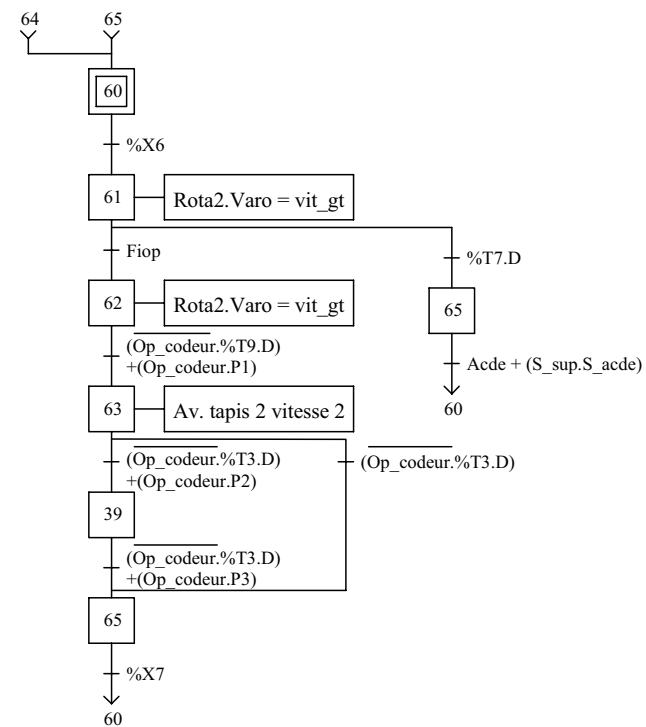 64
65
60
%X6
61
Rota2.Varo = vit_gt
Fiop
%T7.D
62
Rota2.Varo = vit_gt
65
(Op_codeur.%T9.D)
+(Op_codeur.P1)
Acde + (S_sup.S_acde)
60
63
Av. tapis 2 vitesse 2
(Op_codeur.%T3.D)
+(Op_codeur.P2)
(Op_codeur.%T3.D)
39
(Op_codeur.%T3.D)
+(Op_codeur.P3)
65
%X7
60